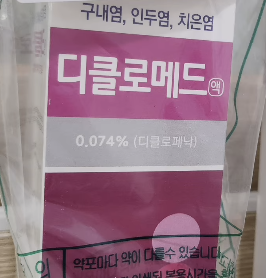 구내염, 인두염, 치은염
디클로메드액
0.074% (디클로페낙)
약포마다 약이 다를수 있습니다